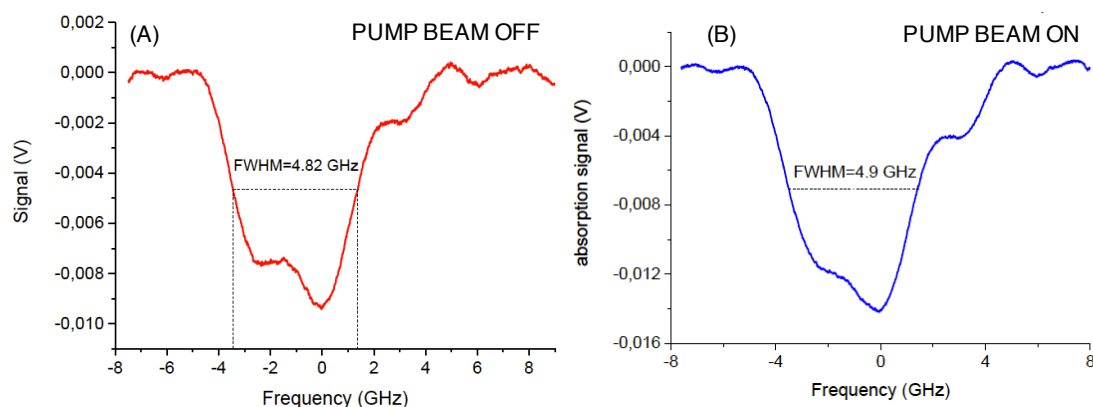 (A)
PUMP BEAM OFF
0,002
0,000
-0,002
-0,004
-0,006
-0,008
-0,010
Signal (V)
FWHM=4.82 GHz
-8 -6 -4 -2 0 2 4 6 8
Frequency (GHz)
(B)
PUMP BEAM ON
0,000
-0,004
-0,008
-0,012
-0,016
absorption signal (V)
FWHM=4.9 GHz
-8 -4 0 4 8
Frequency (GHz)